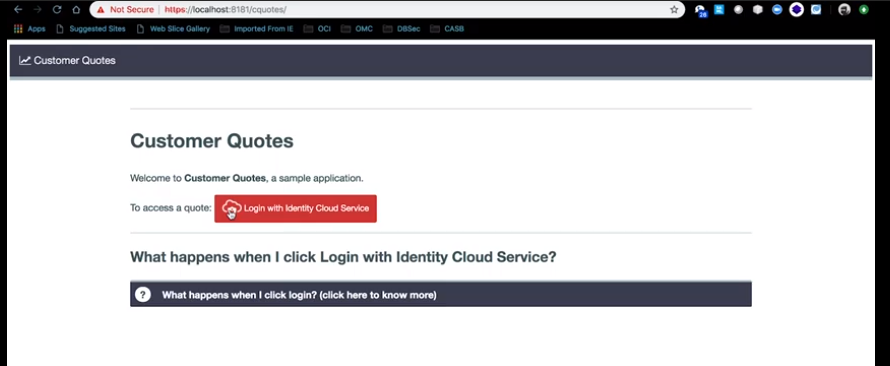 Not Secure | https://localhost:8181/cquotes/
26
Apps Suggested Sites Web Slice Gallery Imported From IE OCI OMC DBSec CASB
Customer Quotes
Customer Quotes
Welcome to Customer Quotes, a sample application.
To access a quote: Login with Identity Cloud Service
What happens when I click Login with Identity Cloud Service?
? What happens when I click login? (click here to know more)